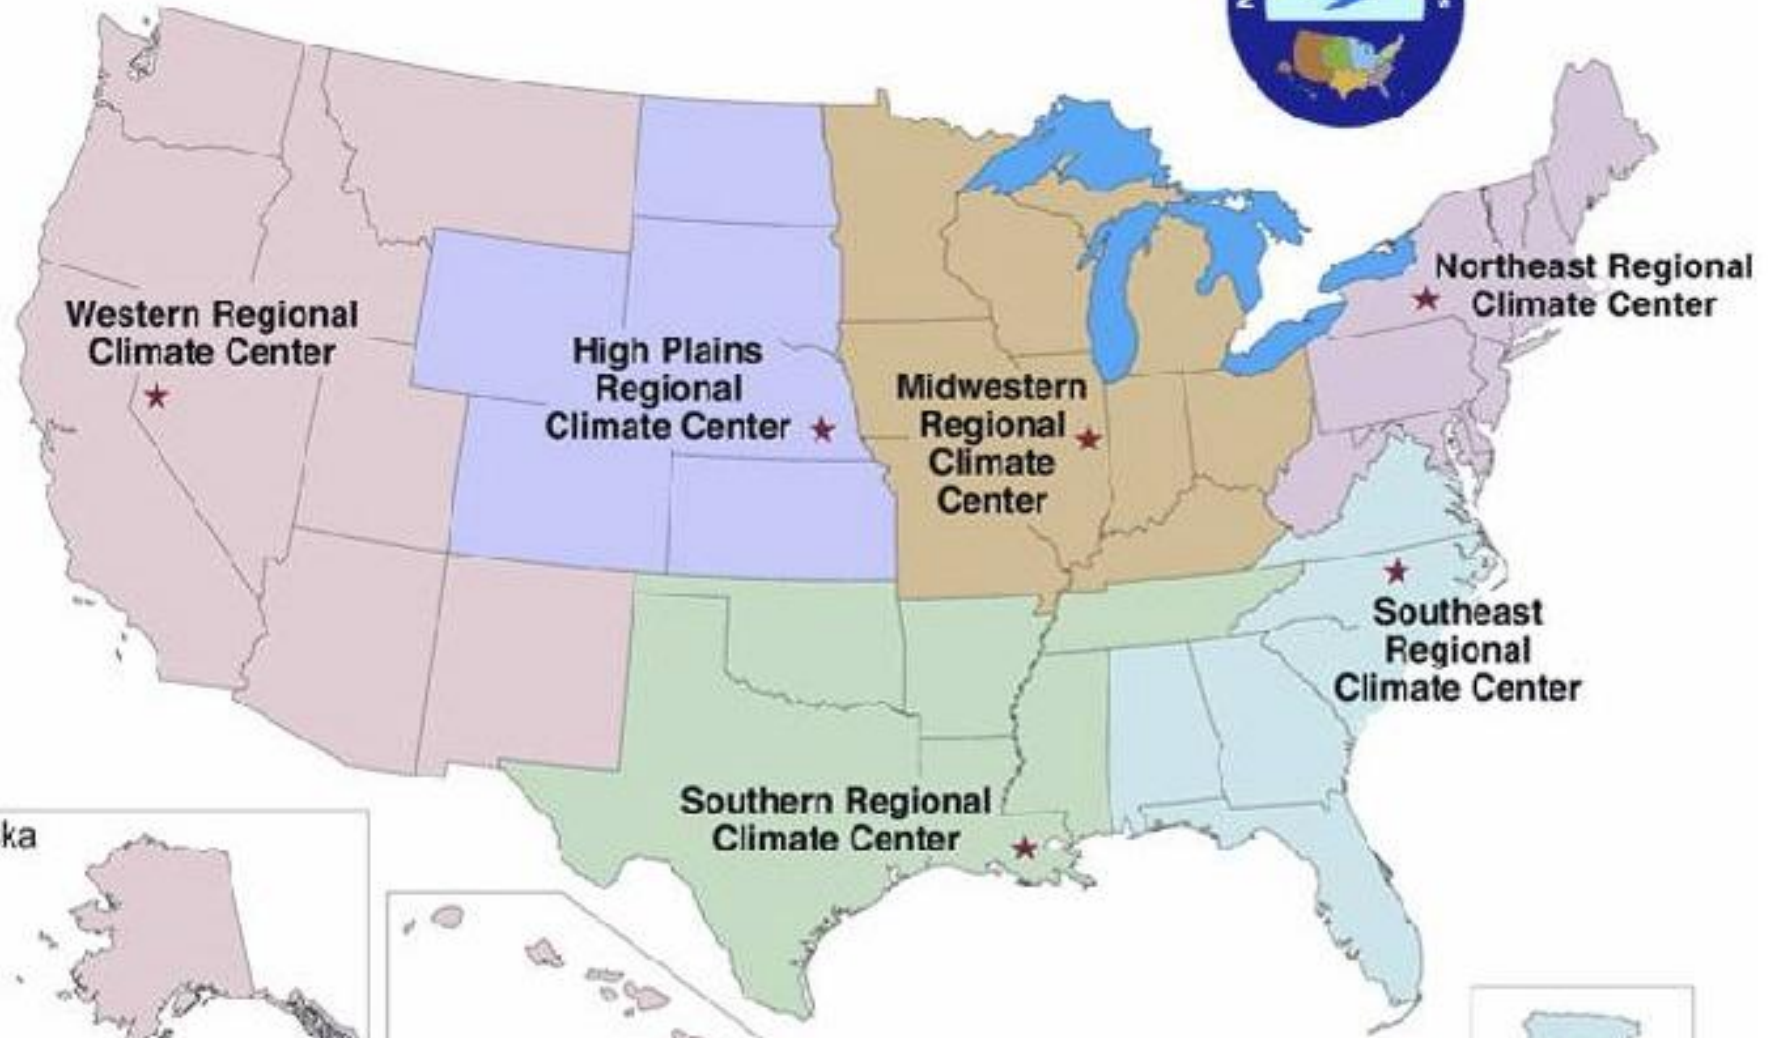 Northeast Regional
Climate Center
Western Regional
Climate Center
High Plains
Regional
Climate Center
Midwestern
Regional
Climate
Center
Southeast
Regional
Climate Center
Southern Regional
Climate Center
ka